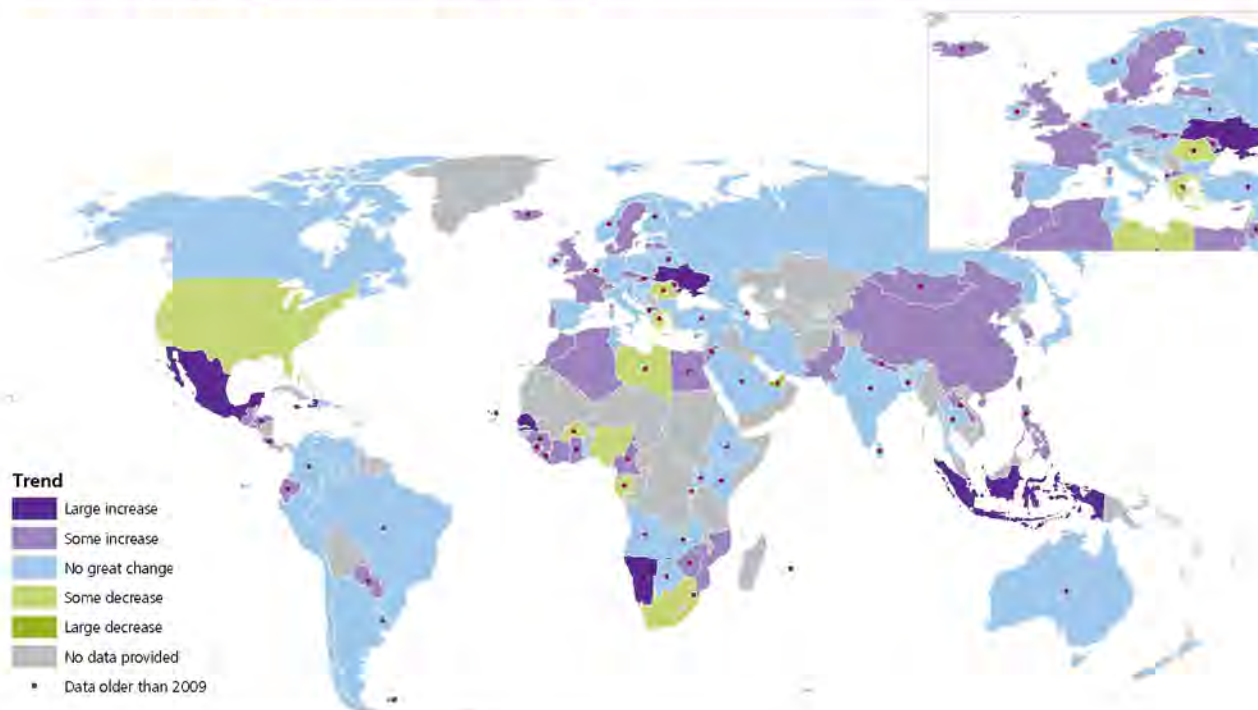 Trend
Large increase
Some increase
No great change
Some decrease
Large decrease
No data provided
Data older than 2009